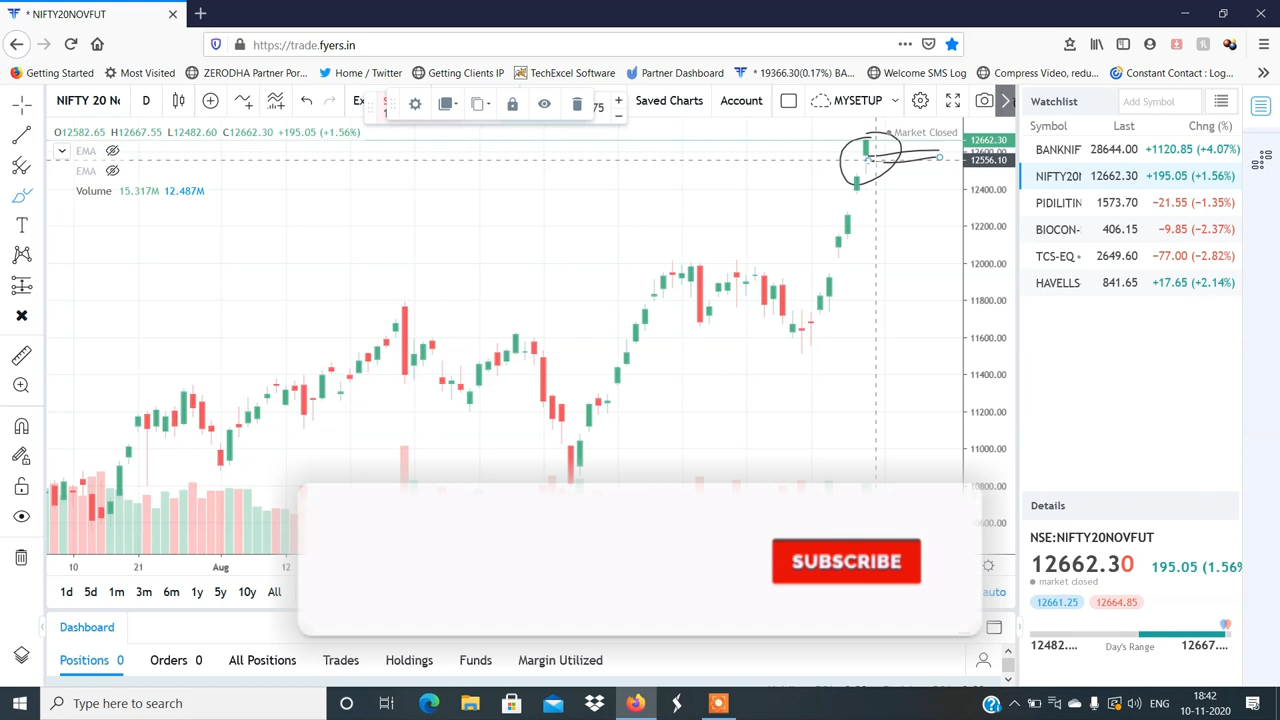 * NIFTY20NOVFUT
https://trade.fyers.in
Getting Started Most Visited ZERODHA Partner Por... Home / Twitter Getting Clients IP TechExcel Software Partner Dashboard * 19366.30(0.17%) BA... Welcome SMS Log Compress Video, redu... Constant Contact : Log...
NIFTY 20 No D Ex 75 Saved Charts Account MYSETUP Watchlist Add Symbol
O12582.65 H12667.55 L12482.60 C12662.30 +195.05 (+1.56%) Market Closed
EMA
EMA
Volume 15.317M 12.487M
12662.30
12600.00
12556.10
12400.00
12200.00
12000.00
11800.00
11600.00
11400.00
11200.00
11000.00
10800.00
10 21 Aug 12
1d 5d 1m 3m 6m 1y 5y 10y All auto
Symbol Last Chng (%)
BANKNIF 28644.00 +1120.85 (+4.07%)
NIFTY20I 12662.30 +195.05 (+1.56%)
PIDILITIN 1573.70 −21.55 (−1.35%)
BIOCON- 406.15 −9.85 (−2.37%)
TCS-EQ 2649.60 −77.00 (−2.82%)
HAVELLS 841.65 +17.65 (+2.14%)
Details
NSE:NIFTY20NOVFUT
12662.30 195.05 (1.56%
market closed
12661.25 12664.85
12482.... Day's Range 12667....
SUBSCRIBE
Dashboard
Positions 0 Orders 0 All Positions Trades Holdings Funds Margin Utilized
Type here to search
ENG
18:42
10-11-2020